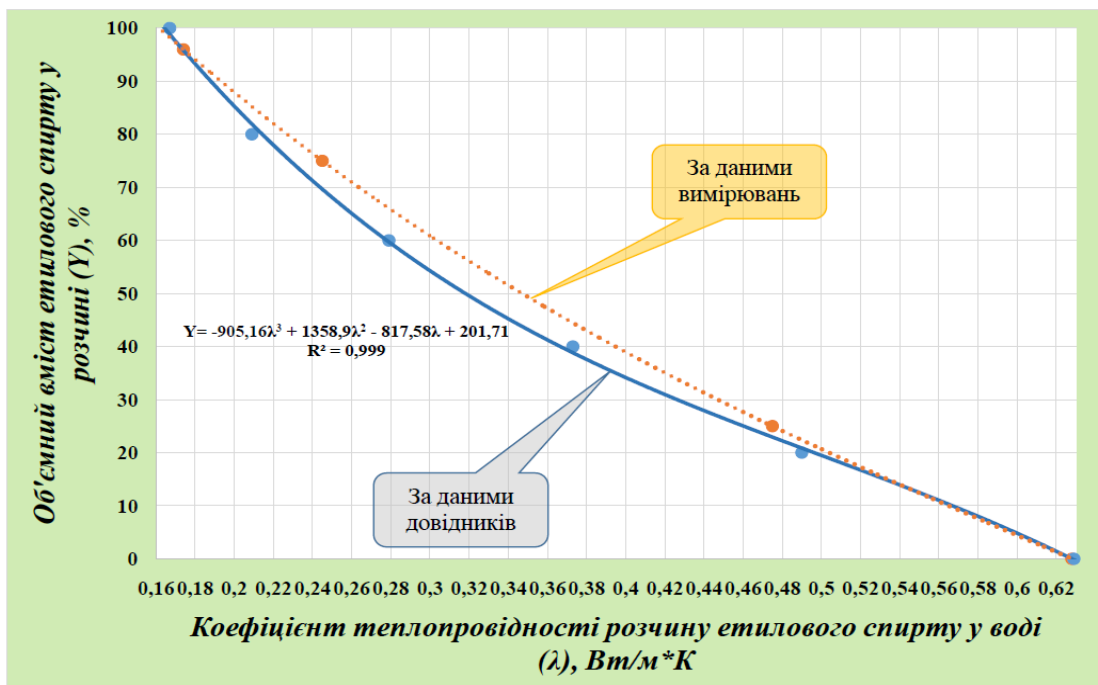 Об'ємний вміст етилового спирту у
розчині (Y), %
100
90
80
70
60
50
40
30
20
10
0
За даними
вимірювань
Y= -905,16λ³ + 1358,9λ² - 817,58λ + 201,71
R² = 0,999
За даними
довідників
0,16 0,18 0,2 0,22 0,24 0,26 0,28 0,3 0,32 0,34 0,36 0,38 0,4 0,42 0,44 0,46 0,48 0,5 0,52 0,54 0,56 0,58 0,6 0,62
Коефіцієнт теплопровідності розчину етилового спирту у воді
(λ), Вт/м*К